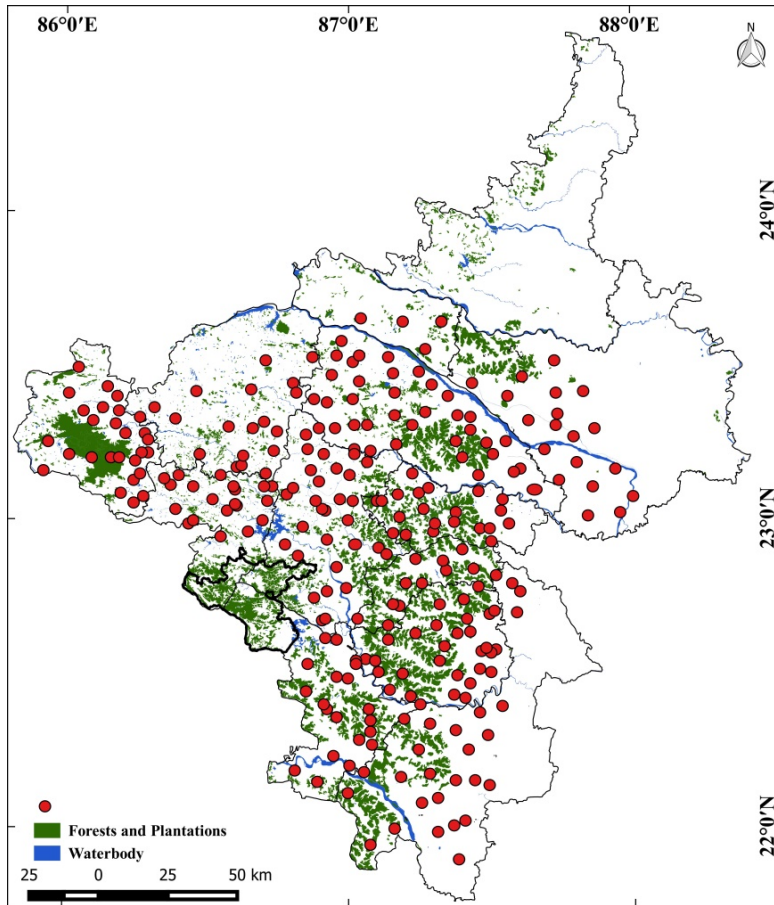 86°0′E 87°0′E 88°0′E
N
24°0′N
23°0′N
22°0′N
Forests and Plantations
Waterbody
25 0 25 50 km